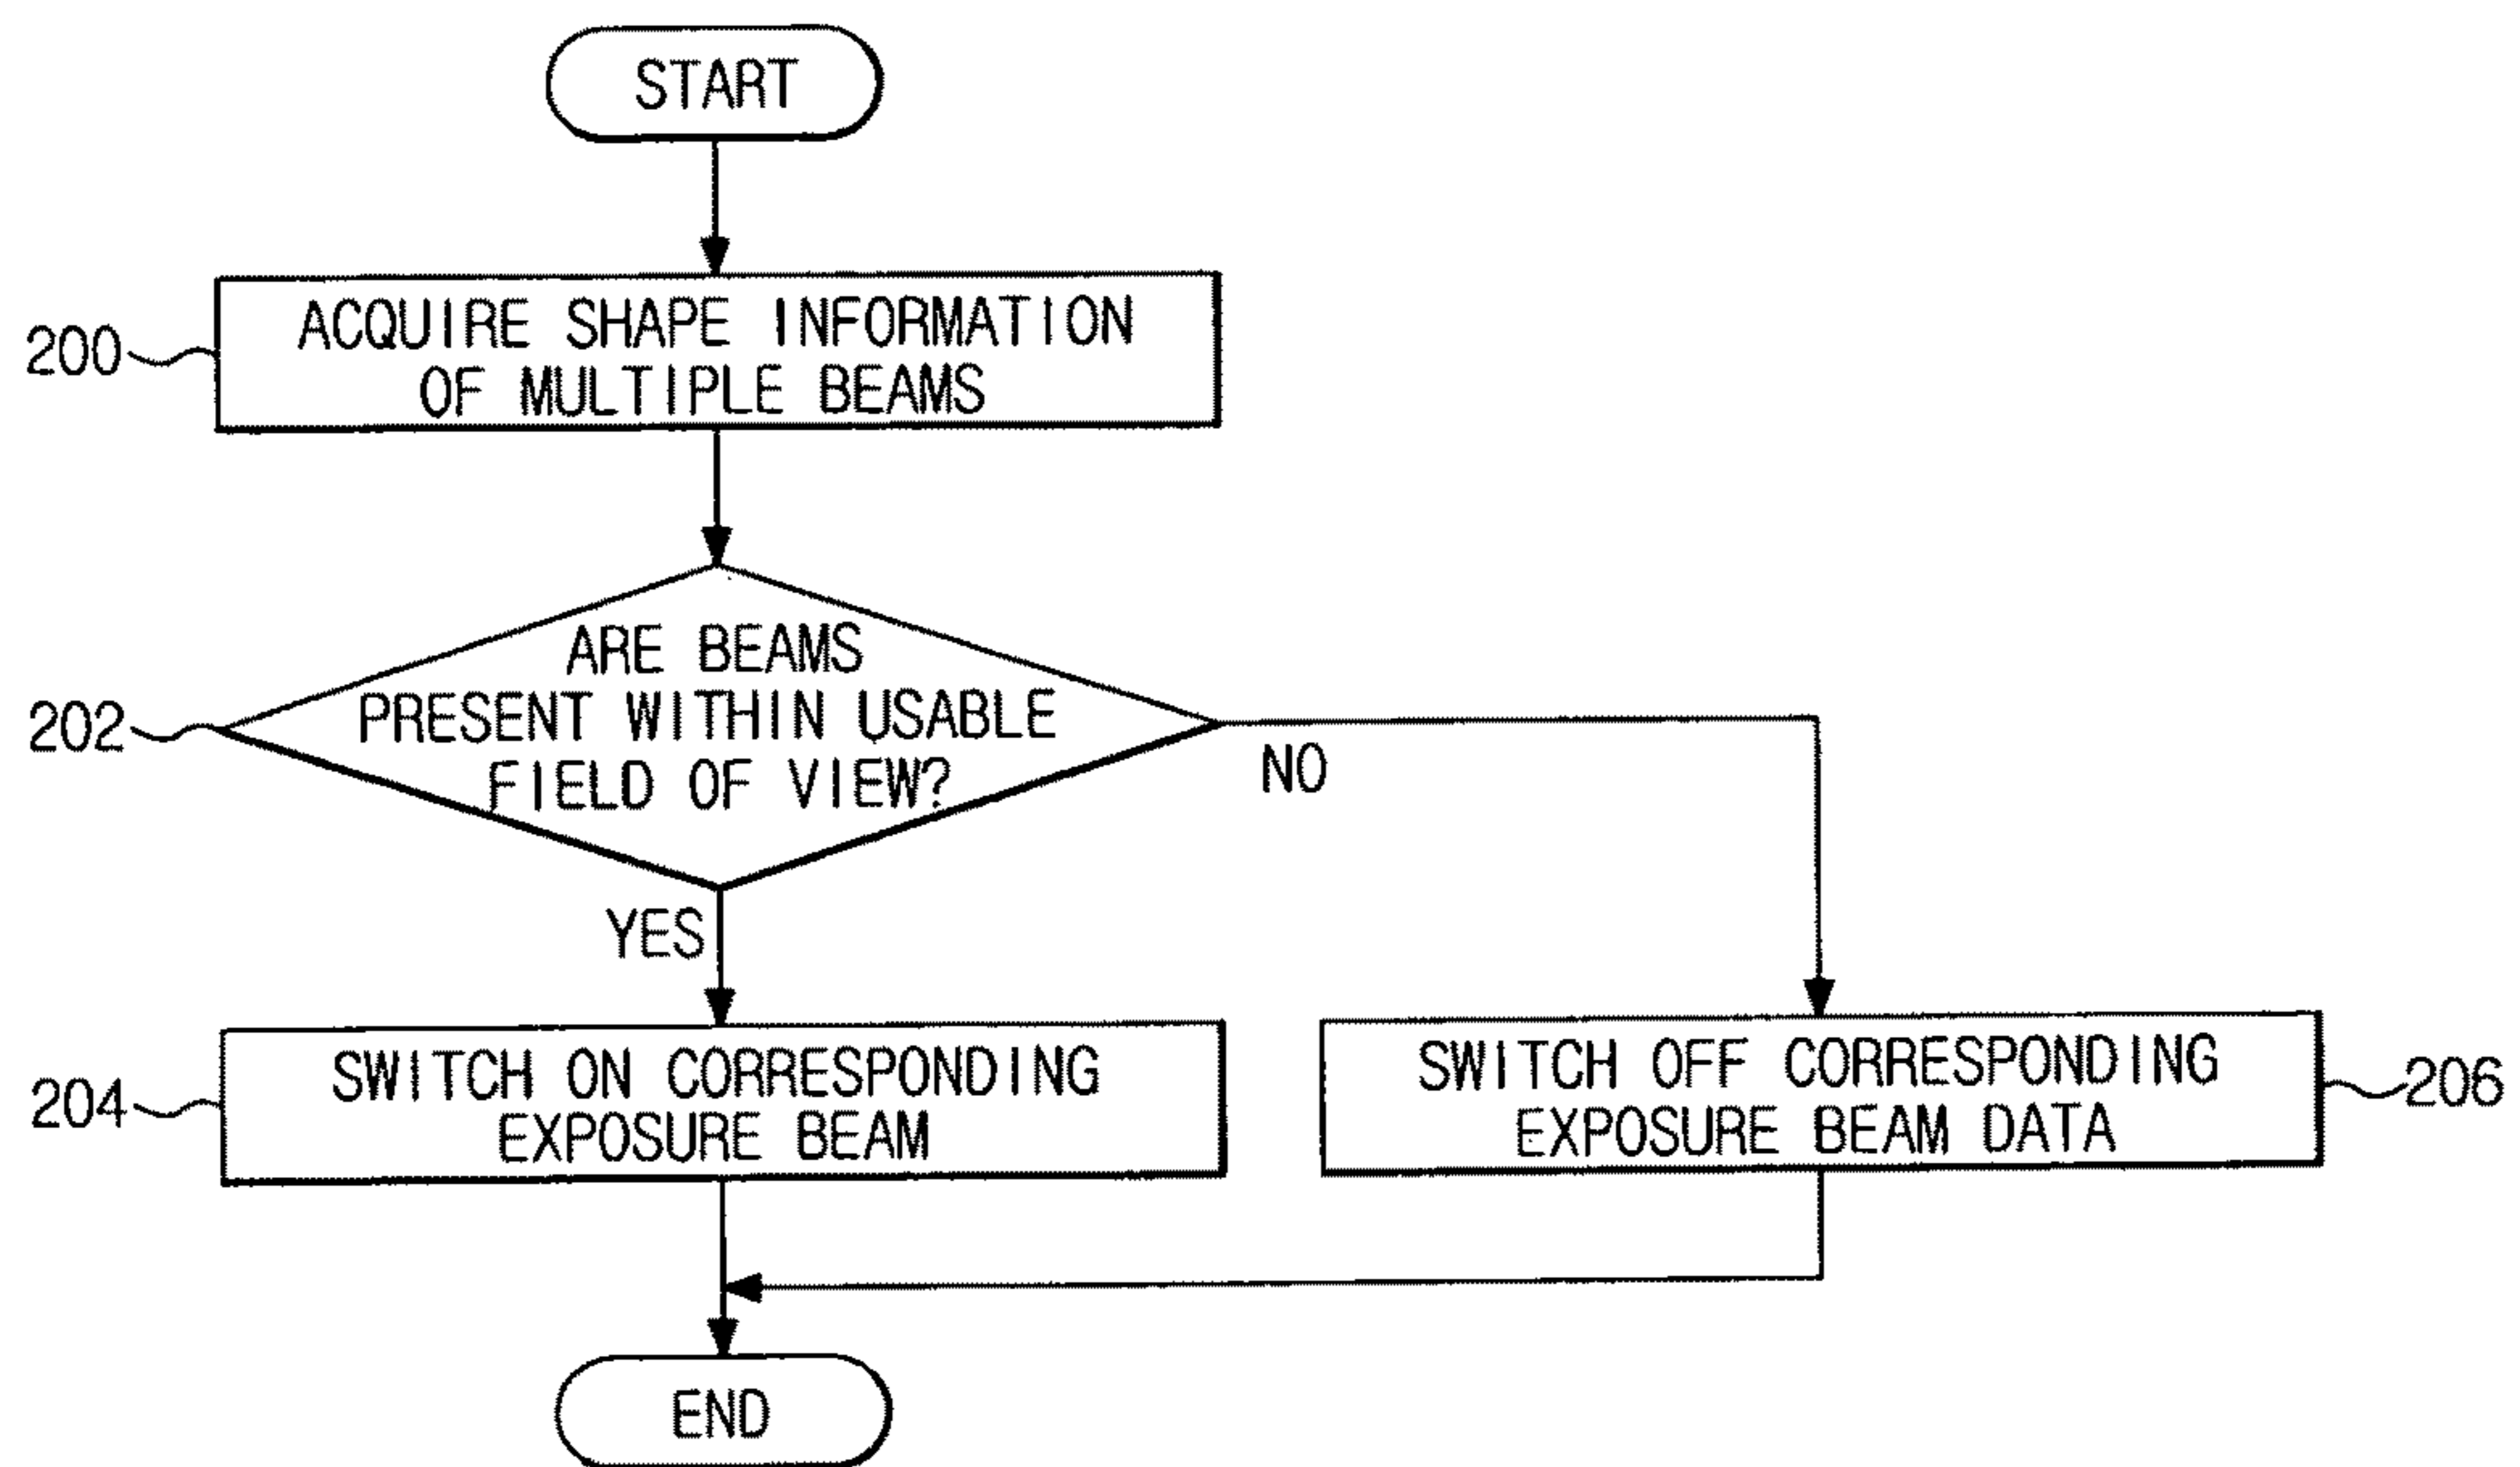 START
200
ACQUIRE SHAPE INFORMATION
OF MULTIPLE BEAMS
202
ARE BEAMS
PRESENT WITHIN USABLE
FIELD OF VIEW?
NO
YES
204
SWITCH ON CORRESPONDING
EXPOSURE BEAM
SWITCH OFF CORRESPONDING
EXPOSURE BEAM DATA
206
END